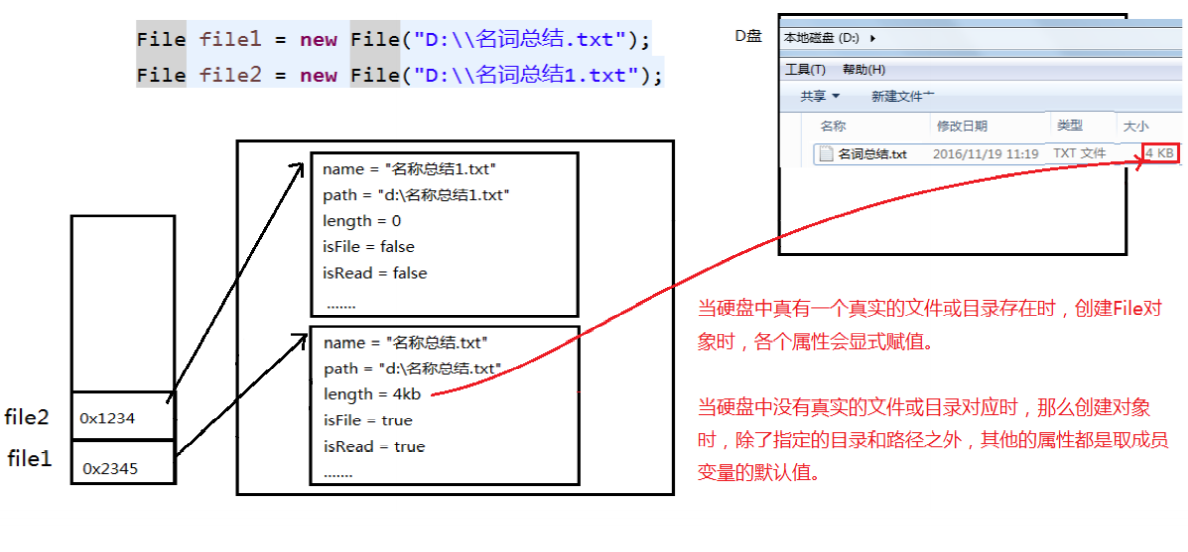 File file1 = new File("D:\\名词总结.txt");
File file2 = new File("D:\\名词总结1.txt");
D盘
本地磁盘 (D:)
工具(T) 帮助(H)
共享 新建文件
名称 修改日期 类型 大小
名词总结.txt 2016/11/19 11:19 TXT 文件 4 KB
name = "名称总结1.txt"
path = "d:\名称总结1.txt"
length = 0
isFile = false
isRead = false
.......
name = "名称总结.txt"
path = "d:\名称总结.txt"
length = 4kb
isFile = true
isRead = true
.......
file2 0x1234
file1 0x2345
当硬盘中真有一个真实的文件或目录存在时，创建File对
象时，各个属性会显式赋值。
当硬盘中没有真实的文件或目录对应时，那么创建对象
时，除了指定的目录和路径之外，其他的属性都是取成员
变量的默认值。